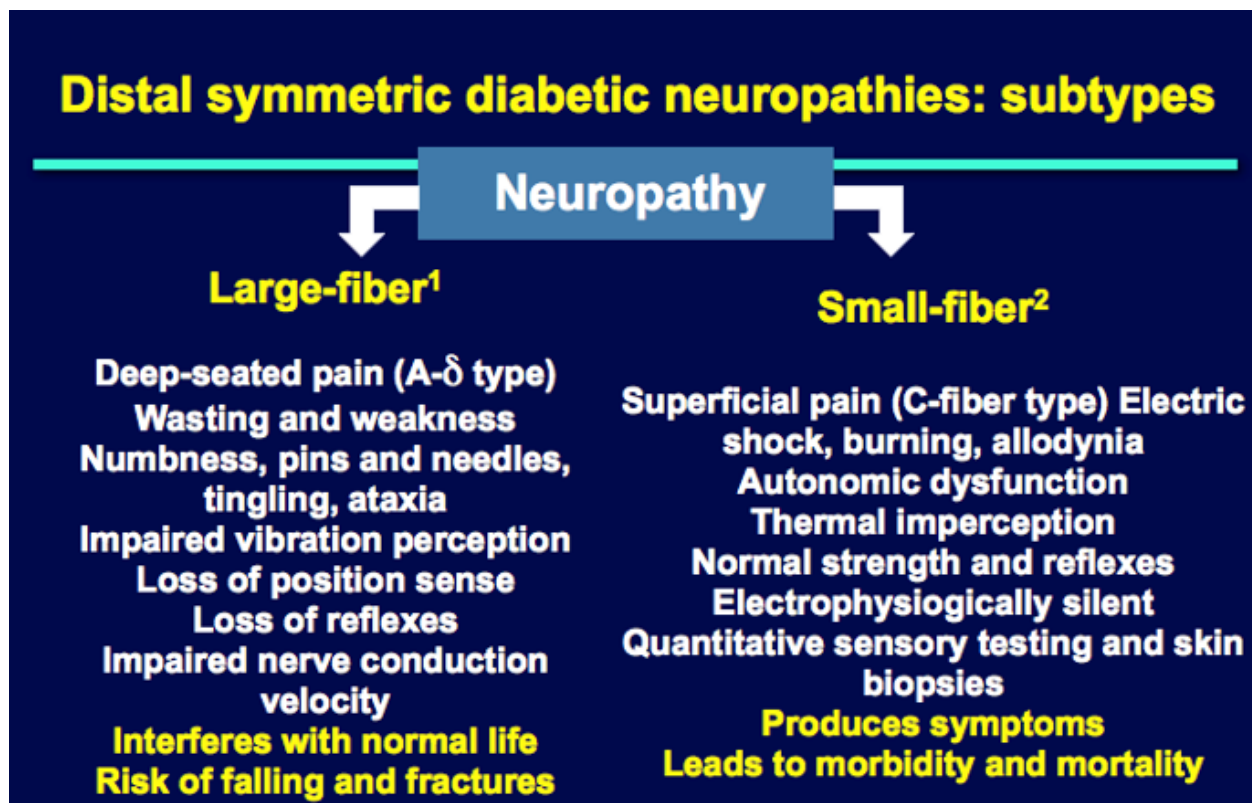 Distal symmetric diabetic neuropathies: subtypes
Neuropathy
Large-fiber¹
Deep-seated pain (A-δ type)
Wasting and weakness
Numbness, pins and needles,
tingling, ataxia
Impaired vibration perception
Loss of position sense
Loss of reflexes
Impaired nerve conduction
velocity
Interferes with normal life
Risk of falling and fractures
Small-fiber²
Superficial pain (C-fiber type) Electric
shock, burning, allodynia
Autonomic dysfunction
Thermal imperception
Normal strength and reflexes
Electrophysiogically silent
Quantitative sensory testing and skin
biopsies
Produces symptoms
Leads to morbidity and mortality